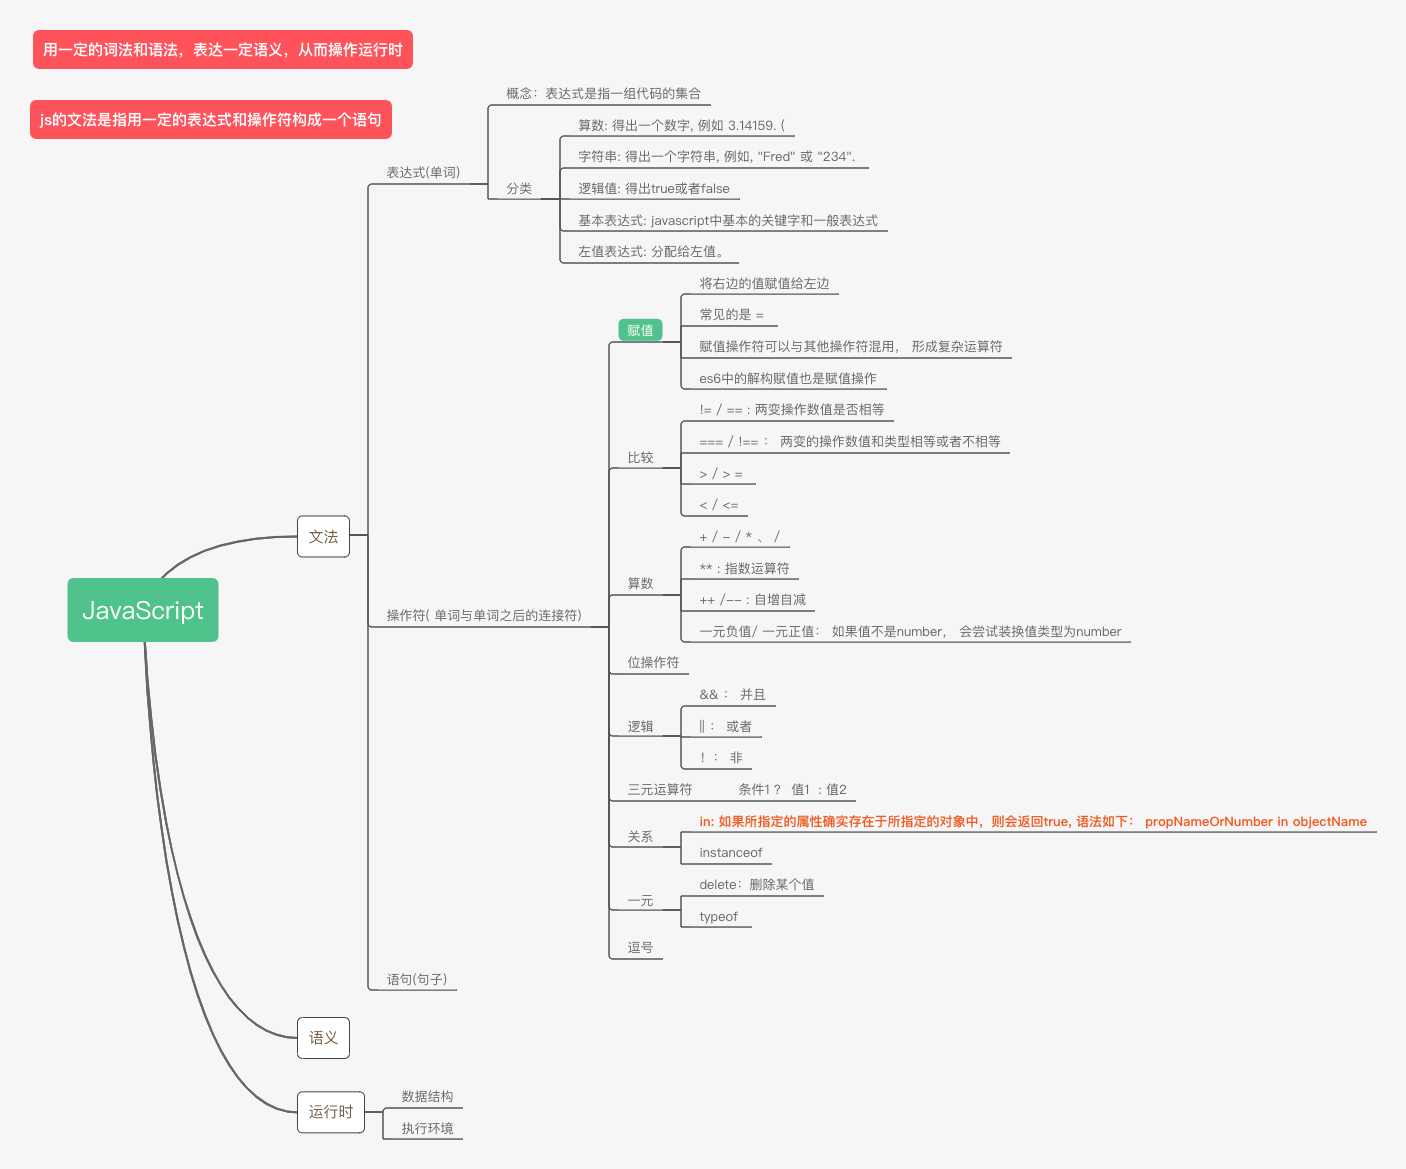 用一定的词法和语法，表达一定语义，从而操作运行时
js的文法是指用一定的表达式和操作符构成一个语句
JavaScript
文法
表达式(单词)
概念：表达式是指一组代码的集合
分类
算数: 得出一个数字, 例如 3.14159. (
字符串: 得出一个字符串, 例如, "Fred" 或 "234".
逻辑值: 得出true或者false
基本表达式: javascript中基本的关键字和一般表达式
左值表达式: 分配给左值。
操作符( 单词与单词之后的连接符)
赋值
将右边的值赋值给左边
常见的是 =
赋值操作符可以与其他操作符混用， 形成复杂运算符
es6中的解构赋值也是赋值操作
比较
!= / == : 两变操作数值是否相等
=== / !== ： 两变的操作数值和类型相等或者不相等
> / > =
< / <=
算数
+ / - / * 、 /
** : 指数运算符
++ /-- : 自增自减
一元负值/ 一元正值： 如果值不是number， 会尝试装换值类型为number
位操作符
逻辑
&& ： 并且
|| ： 或者
! ： 非
三元运算符 条件1 ? 值1 : 值2
关系
in: 如果所指定的属性确实存在于所指定的对象中，则会返回true, 语法如下： propNameOrNumber in objectName
instanceof
一元
delete：删除某个值
typeof
逗号
语句(句子)
语义
运行时
数据结构
执行环境